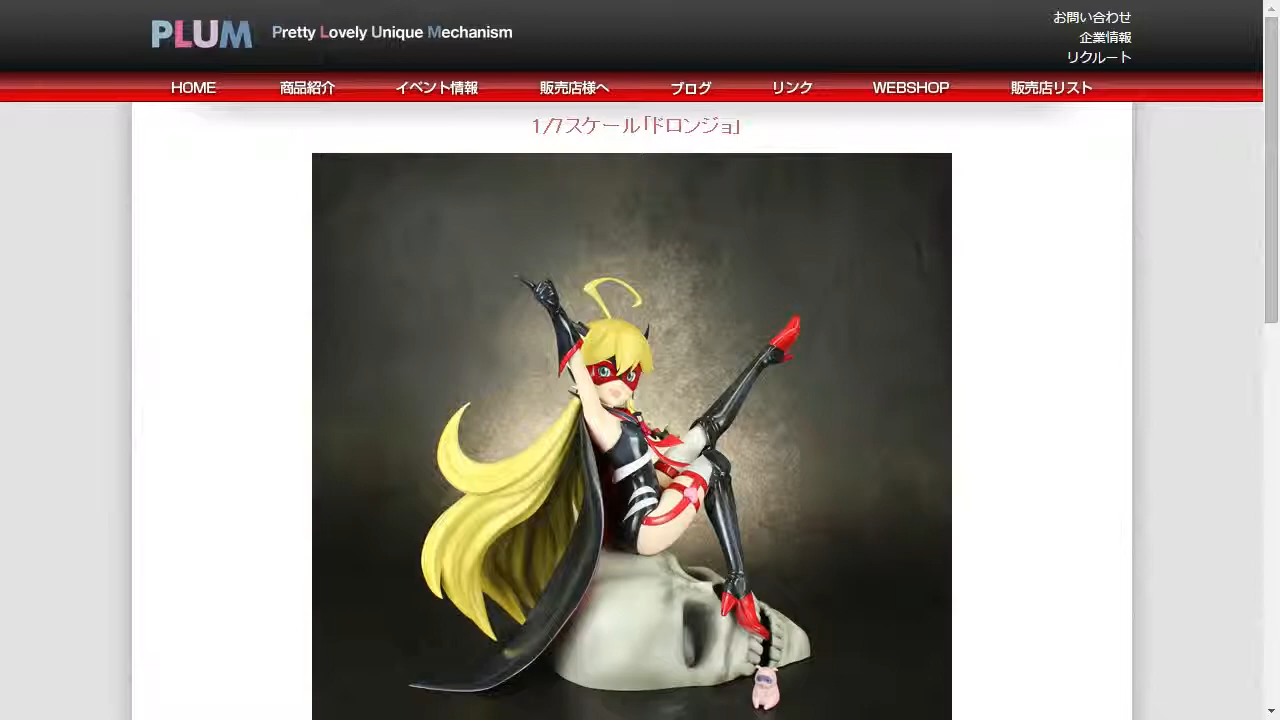 PLUM Pretty Lovely Unique Mechanism
お問い合わせ
企業情報
リクルート
HOME 商品紹介 イベント情報 販売店様へ ブログ リンク WEBSHOP 販売店リスト
1/7スケール「ドロンジョ」